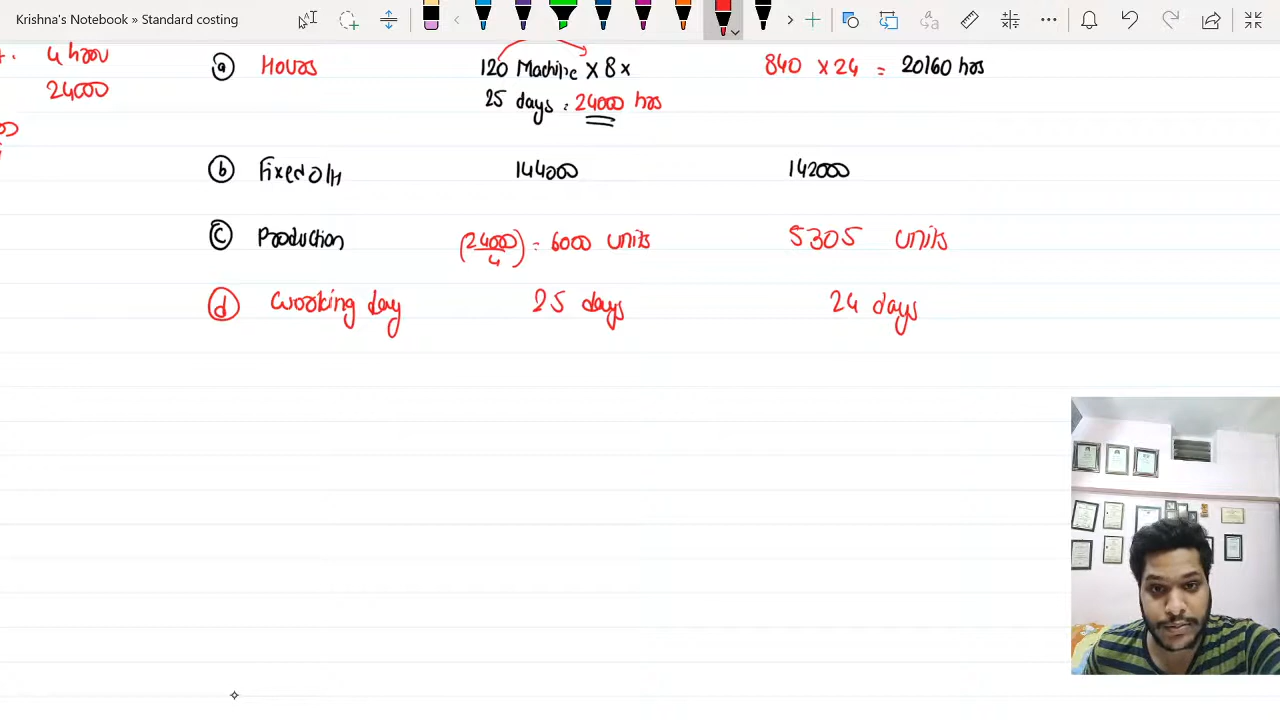 Krishna's Notebook » Standard costing
4 hour
24000
ⓐ Hours 120 Machine × 8 × 840 × 24 = 20160 hrs
25 days = 24000 hrs
ⓑ Fixed O/H 144000 142000
ⓒ Production (24000/4) = 6000 units 5305 units
ⓓ Working day 25 days 24 days